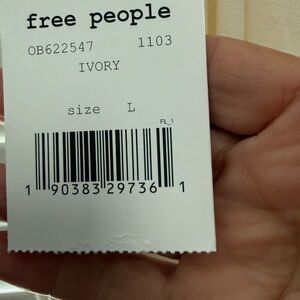 free people
OB622547 1103
IVORY
size L
FL_1
1 90383 29736 1